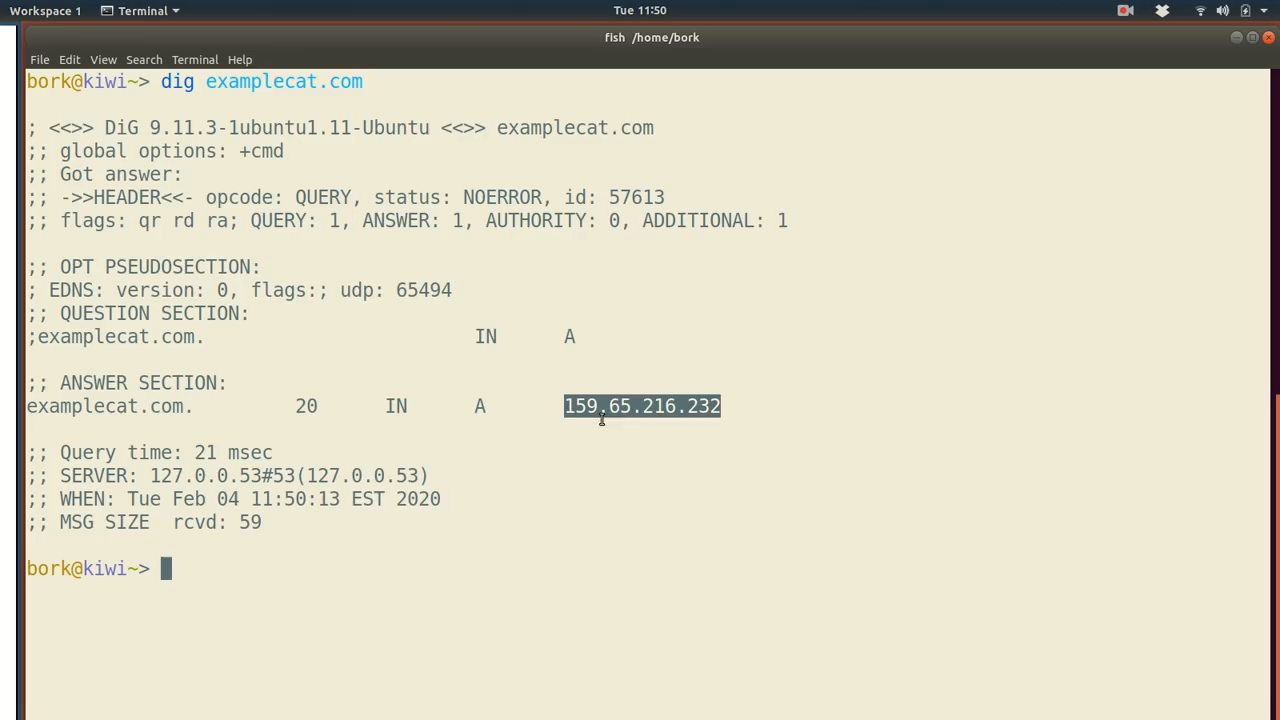 Workspace 1 Terminal Tue 11:50
fish /home/bork
File Edit View Search Terminal Help
bork@kiwi~> dig examplecat.com
; <<>> DiG 9.11.3-1ubuntu1.11-Ubuntu <<>> examplecat.com
;; global options: +cmd
;; Got answer:
;; ->>HEADER<<- opcode: QUERY, status: NOERROR, id: 57613
;; flags: qr rd ra; QUERY: 1, ANSWER: 1, AUTHORITY: 0, ADDITIONAL: 1
;; OPT PSEUDOSECTION:
; EDNS: version: 0, flags:; udp: 65494
;; QUESTION SECTION:
;examplecat.com. IN A
;; ANSWER SECTION:
examplecat.com. 20 IN A 159.65.216.232
;; Query time: 21 msec
;; SERVER: 127.0.0.53#53(127.0.0.53)
;; WHEN: Tue Feb 04 11:50:13 EST 2020
;; MSG SIZE rcvd: 59
bork@kiwi~>